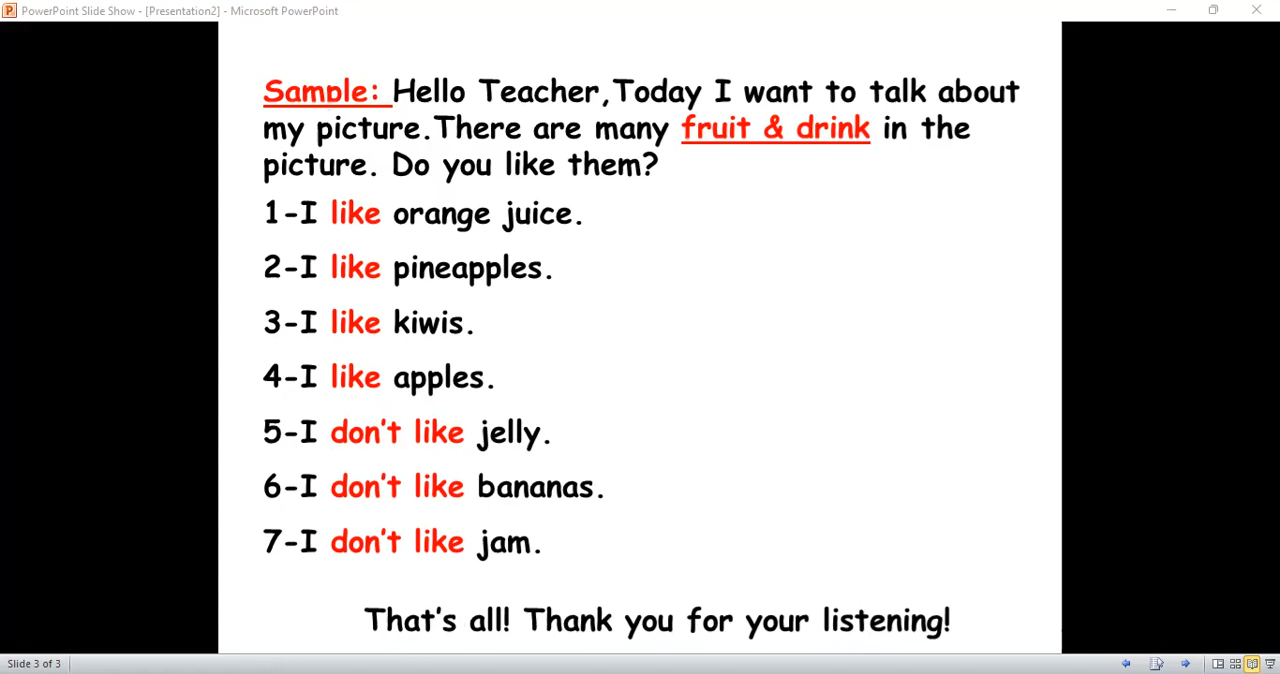 PowerPoint Slide Show - [Presentation2] - Microsoft PowerPoint
Sample: Hello Teacher,Today I want to talk about
my picture.There are many fruit & drink in the
picture. Do you like them?
1-I like orange juice.
2-I like pineapples.
3-I like kiwis.
4-I like apples.
5-I don't like jelly.
6-I don't like bananas.
7-I don't like jam.
That's all! Thank you for your listening!
Slide 3 of 3